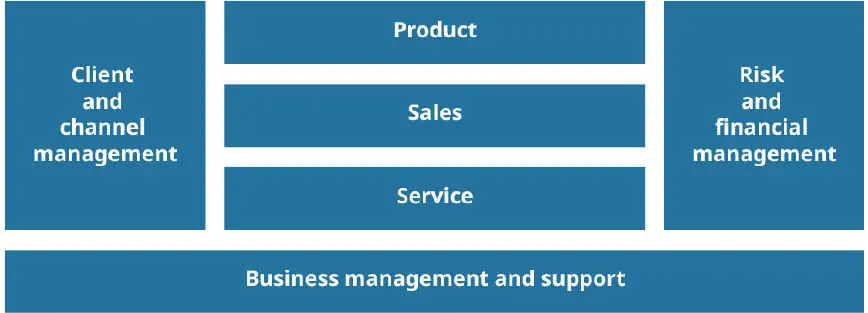 Client
and
channel
management
Product
Sales
Service
Risk
and
financial
management
Business management and support